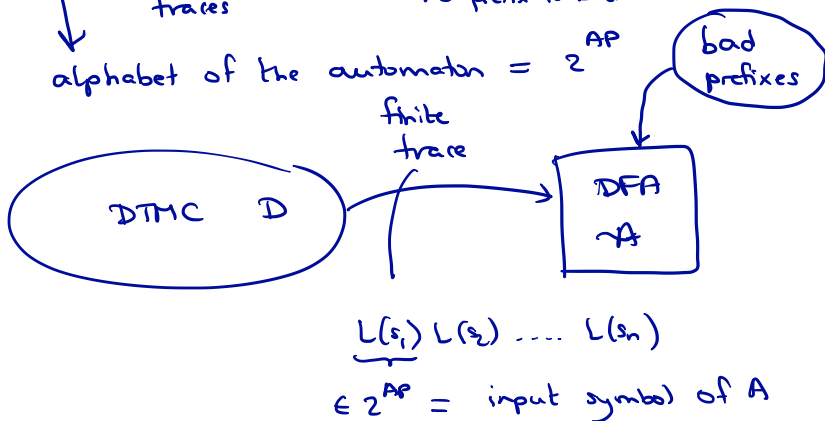 traces
alphabet of the automaton = 2^AP
bad
prefixes
finite
trace
DTMC D
DFA
A
L(s₁) L(s₂) .... L(sₙ)
∈ 2^AP = input symbol of A